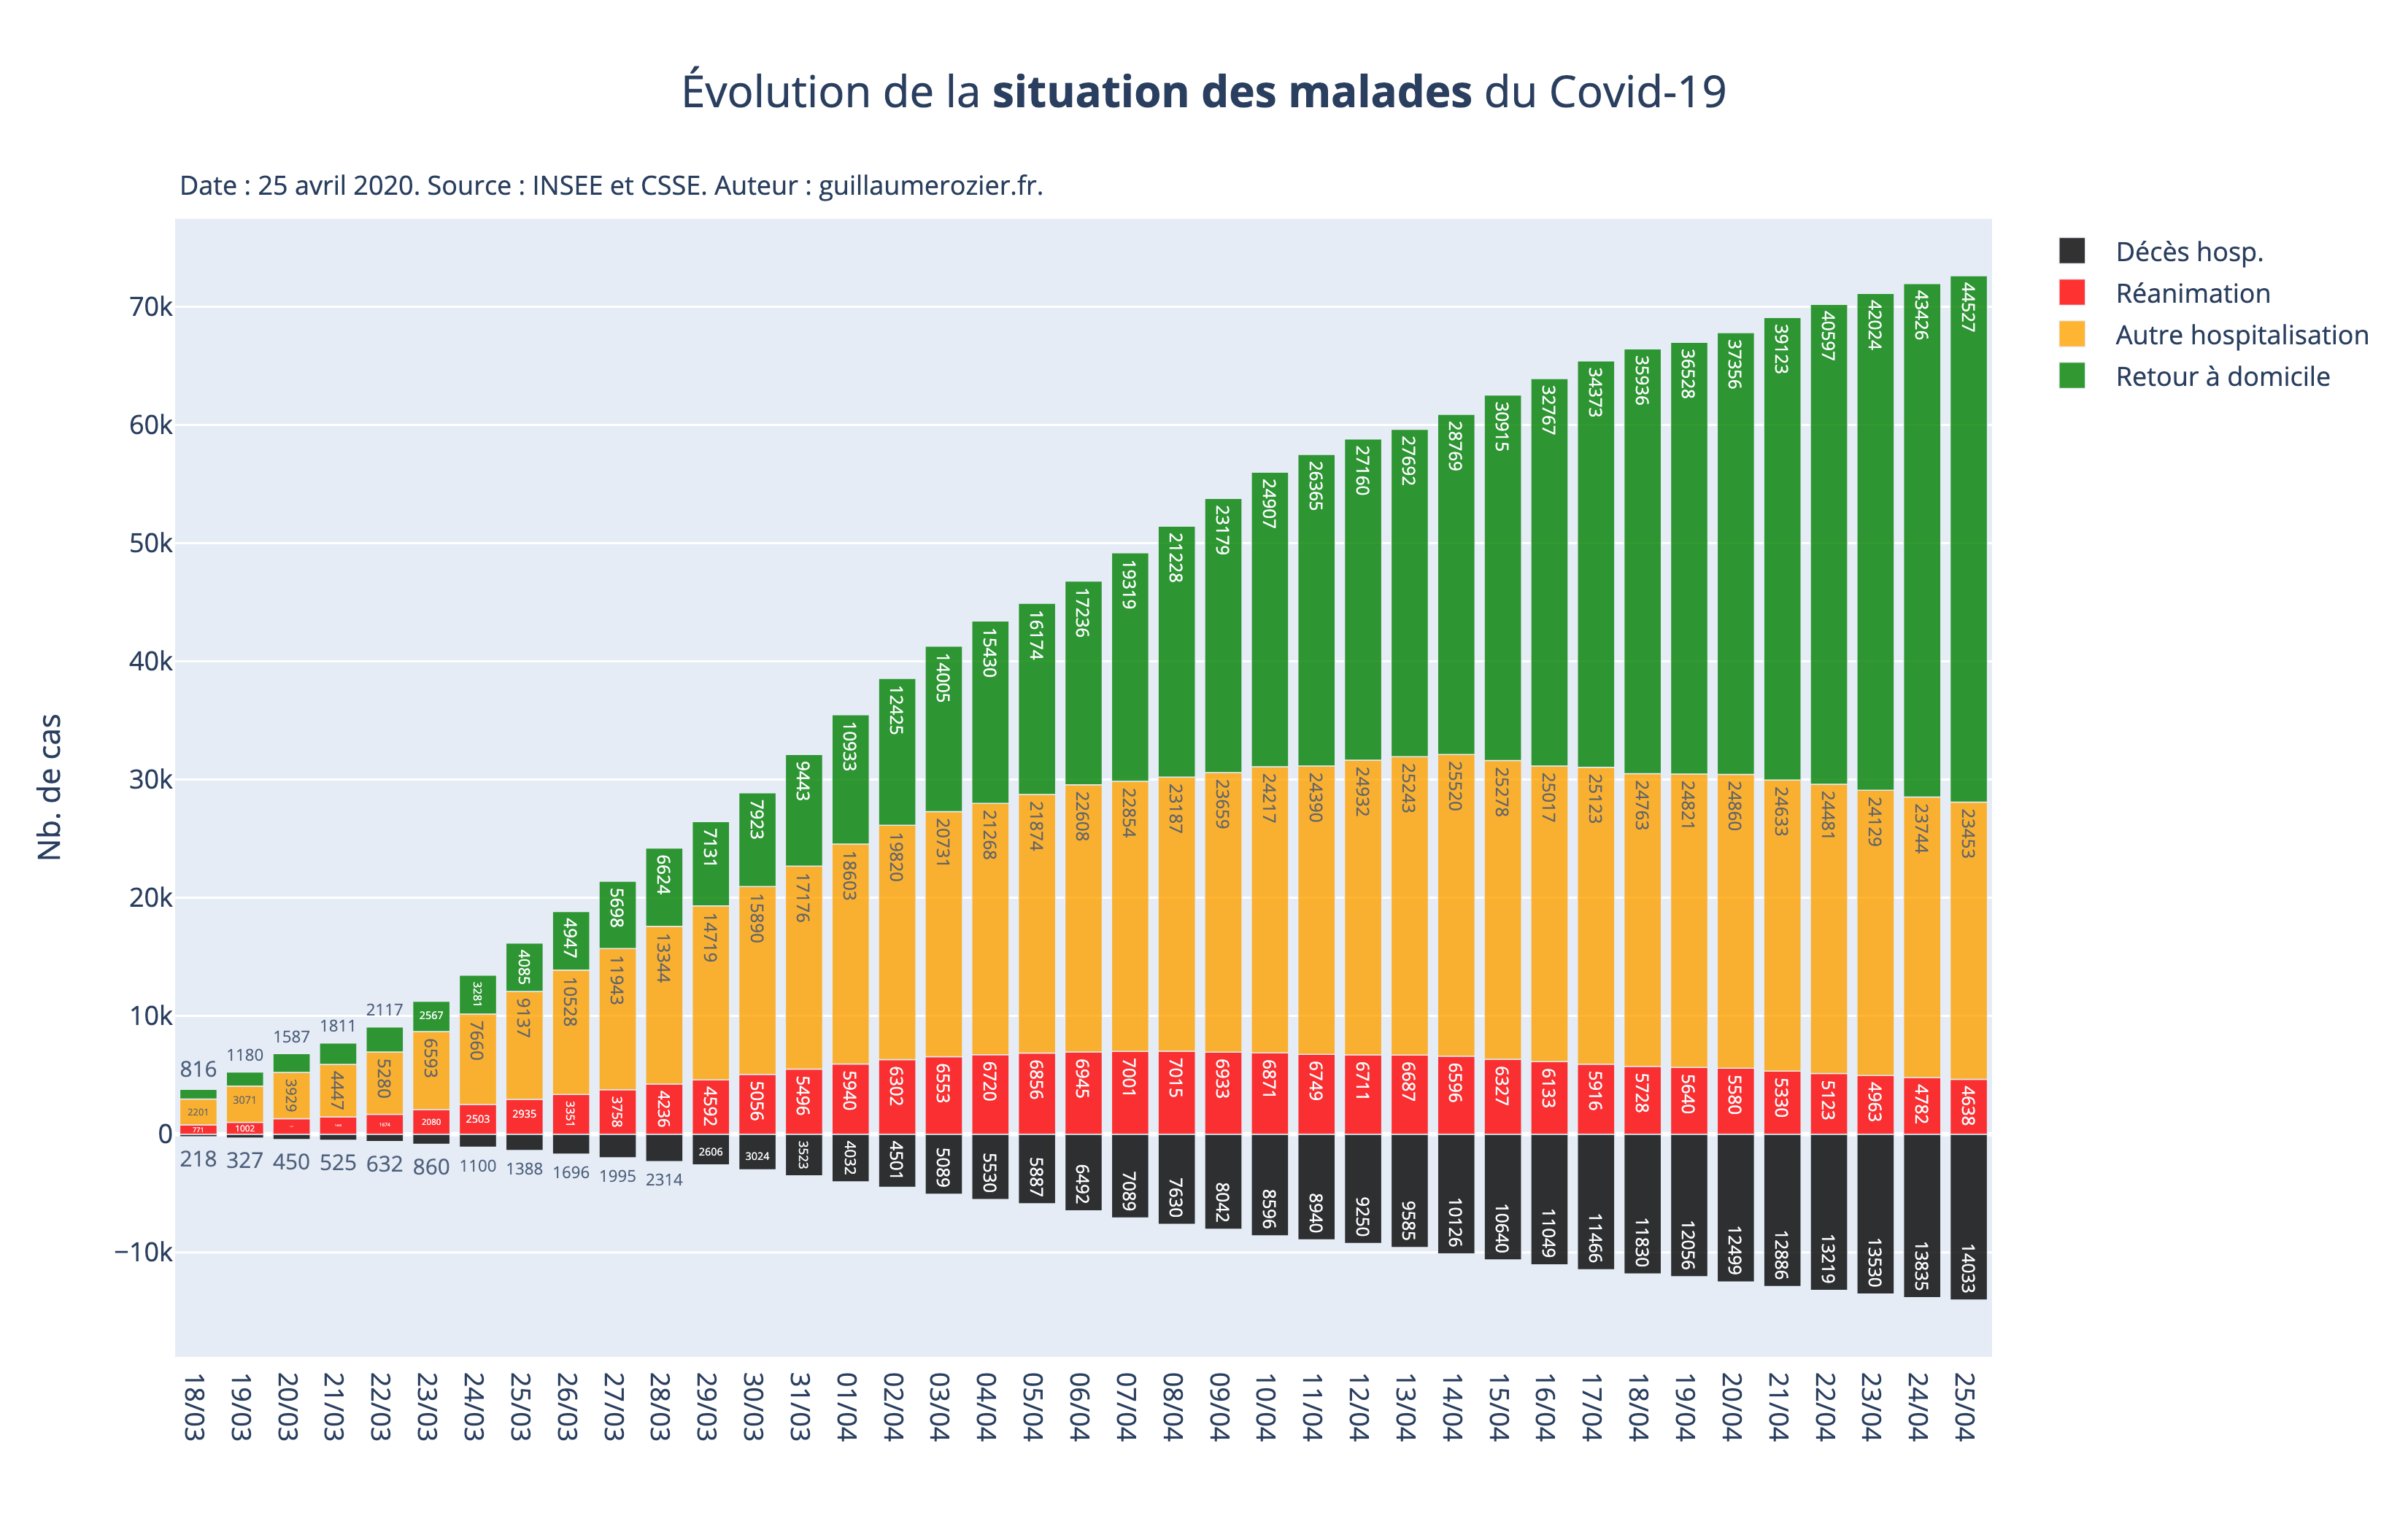 Évolution de la situation des malades du Covid-19
Date : 25 avril 2020. Source : INSEE et CSSE. Auteur : guillaumerozier.fr.
Décès hosp.
Réanimation
Autre hospitalisation
Retour à domicile
Nb. de cas
70k
60k
50k
40k
30k
20k
10k
0
−10k
816 1180 1587 1811 2117 2567 3281 4085 4947 5698 6624 7131 7923 9443 10933 12425 14005 15430 16174 17236 19319 21228 23179 24907 26365 27160 27692 28769 30915 32767 34373 35936 36528 37356 39123 40597 42024 43426 44527
2201 3071 3929 4447 5280 6593 7660 9137 10528 11943 13344 14719 15890 17176 18603 19820 20731 21268 21874 22608 22854 23187 23659 24217 24390 24932 25243 25520 25278 25017 25123 24763 24821 24860 24633 24481 24129 23744 23453
771 1002 1674 2080 2503 2935 3351 3758 4236 4592 5056 5496 5940 6302 6553 6720 6856 6945 7001 7015 6933 6871 6749 6711 6687 6596 6327 6133 5916 5728 5640 5580 5330 5123 4963 4782 4638
218 327 450 525 632 860 1100 1388 1696 1995 2314 2606 3024 3523 4032 4501 5089 5530 5887 6492 7089 7630 8042 8596 8940 9250 9585 10126 10640 11049 11466 11830 12056 12499 12886 13219 13530 13835 14033
18/03 19/03 20/03 21/03 22/03 23/03 24/03 25/03 26/03 27/03 28/03 29/03 30/03 31/03 01/04 02/04 03/04 04/04 05/04 06/04 07/04 08/04 09/04 10/04 11/04 12/04 13/04 14/04 15/04 16/04 17/04 18/04 19/04 20/04 21/04 22/04 23/04 24/04 25/04